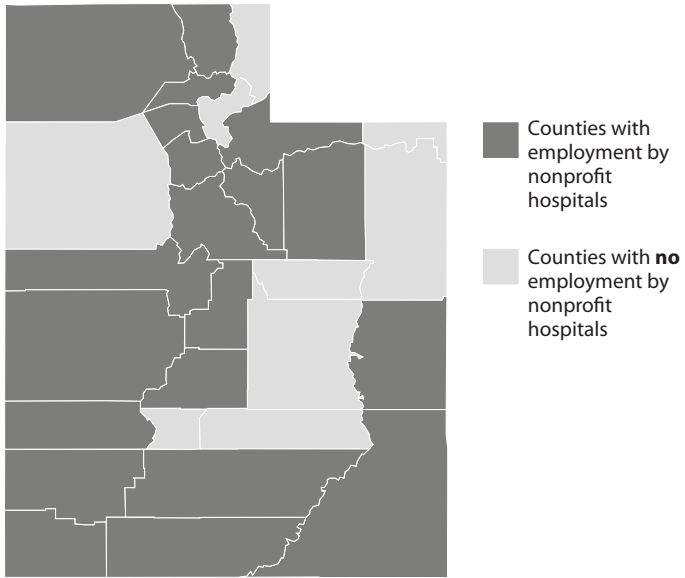 Counties with
employment by
nonprofit
hospitals
Counties with no
employment by
nonprofit
hospitals